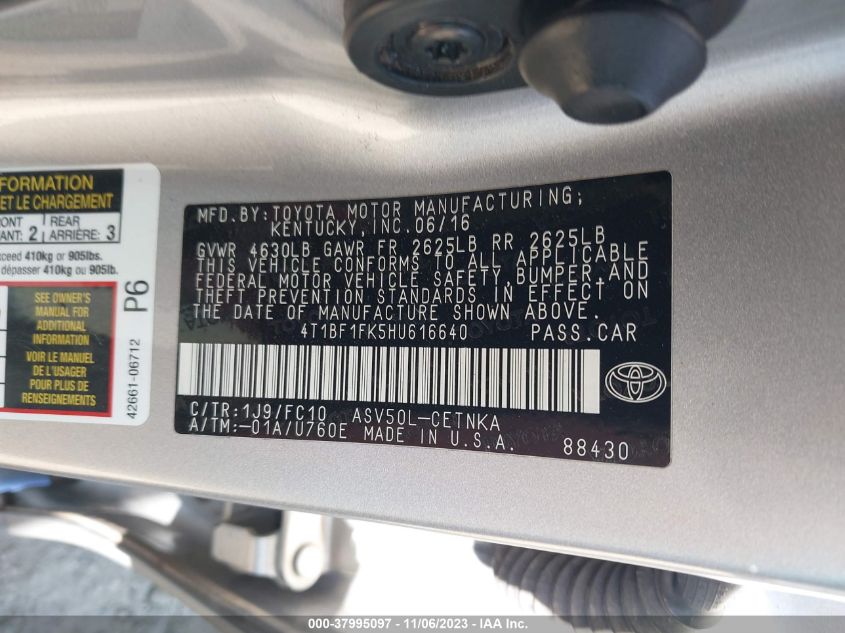 FORMATION
ET LE CHARGEMENT
RONT
ANT: 2
REAR
ARRIÈRE: 3
xceed 410kg or 905lbs.
dépasser 410kg ou 905lb.
SEE OWNER'S
MANUAL FOR
ADDITIONAL
INFORMATION
VOIR LE MANUEL
DE L'USAGER
POUR PLUS DE
RENSEIGNEMENTS
P6
42661-06712
MFD.BY:TOYOTA MOTOR MANUFACTURING;
KENTUCKY,INC.06/16
GVWR 4630LB GAWR FR 2625LB RR 2625LB
THIS VEHICLE CONFORMS TO ALL APPLICABLE
FEDERAL MOTOR VEHICLE SAFETY,BUMPER,AND
THEFT PREVENTION STANDARDS IN EFFECT ON
THE DATE OF MANUFACTURE SHOWN ABOVE.
4T1BF1FK5HU616640 PASS.CAR
C/TR:1J9/FC10 ASV50L-CETNKA
A/TM:-01A/U760E MADE IN U.S.A.
88430
000-37995097 - 11/06/2023 - IAA Inc.